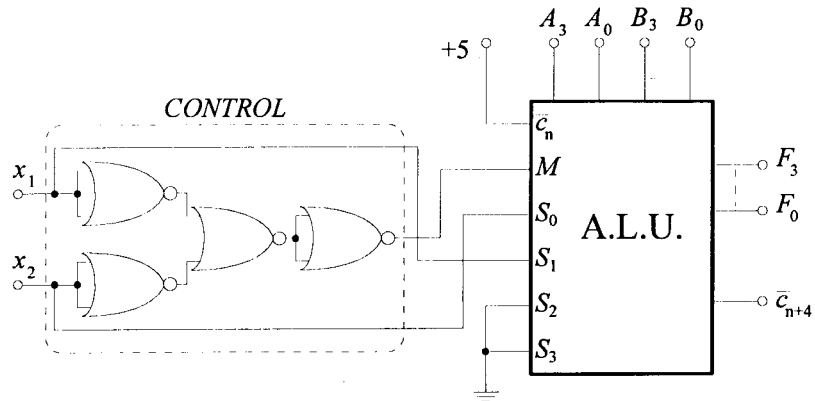 +5
A₃ A₀ B₃ B₀
CONTROL
x₁
x₂
c̅ₙ
M
S₀
S₁
S₂
S₃
A.L.U.
F₃
F₀
c̅ₙ₊₄